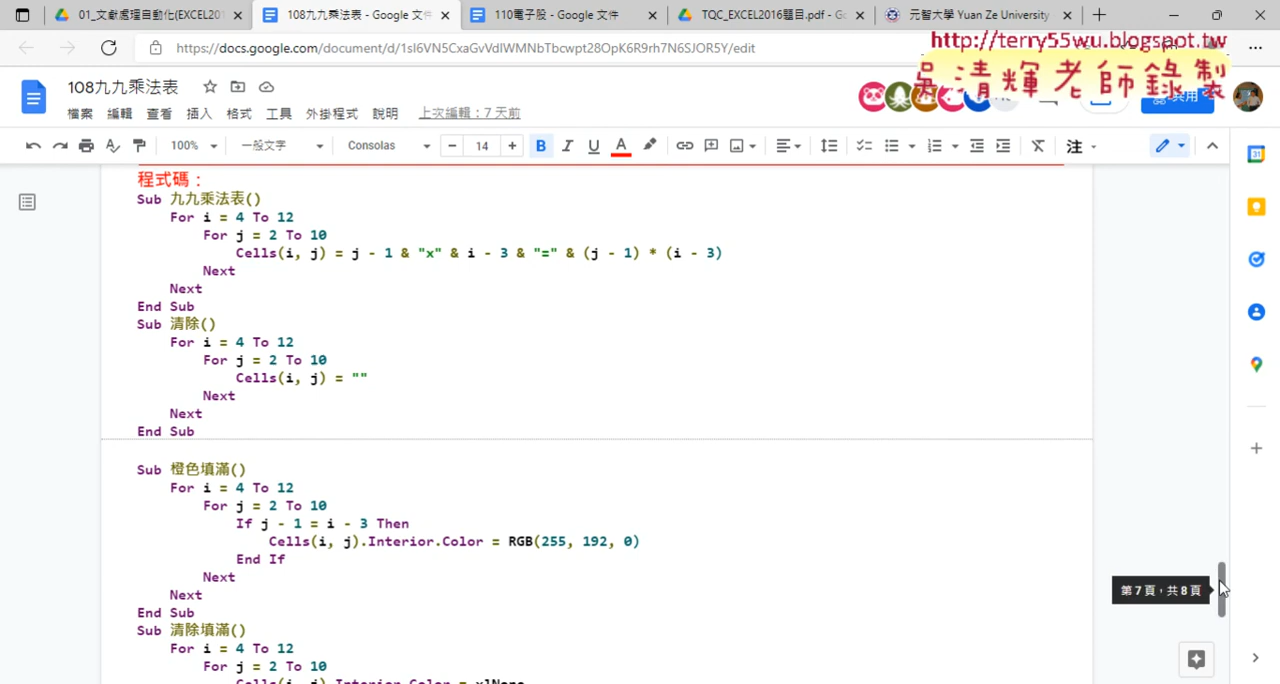 01_文獻處理自動化(EXCEL201
108九九乘法表 - Google 文件
110電子股 - Google 文件
TQC_EXCEL2016題目.pdf - Go
元智大學 Yuan Ze University
https://docs.google.com/document/d/1sI6VN5CxaGvVdIWMNbTbcwpt28OpK6R9rh7N6SJOR5Y/edit
http://terry55wu.blogspot.tw
吳清輝老師錄製
108九九乘法表
共用
檔案 編輯 查看 插入 格式 工具 外掛程式 說明 上次編輯：7 天前
100% 一般文字 Consolas 14 B I U A 注
程式碼：
Sub 九九乘法表()
For i = 4 To 12
For j = 2 To 10
Cells(i, j) = j - 1 & "x" & i - 3 & "=" & (j - 1) * (i - 3)
Next
Next
End Sub
Sub 清除()
For i = 4 To 12
For j = 2 To 10
Cells(i, j) = ""
Next
Next
End Sub
Sub 橙色填滿()
For i = 4 To 12
For j = 2 To 10
If j - 1 = i - 3 Then
Cells(i, j).Interior.Color = RGB(255, 192, 0)
End If
Next
Next
End Sub
Sub 清除填滿()
For i = 4 To 12
For j = 2 To 10
Cells(i, j).Interior.Color = xlNone
第 7 頁，共 8 頁